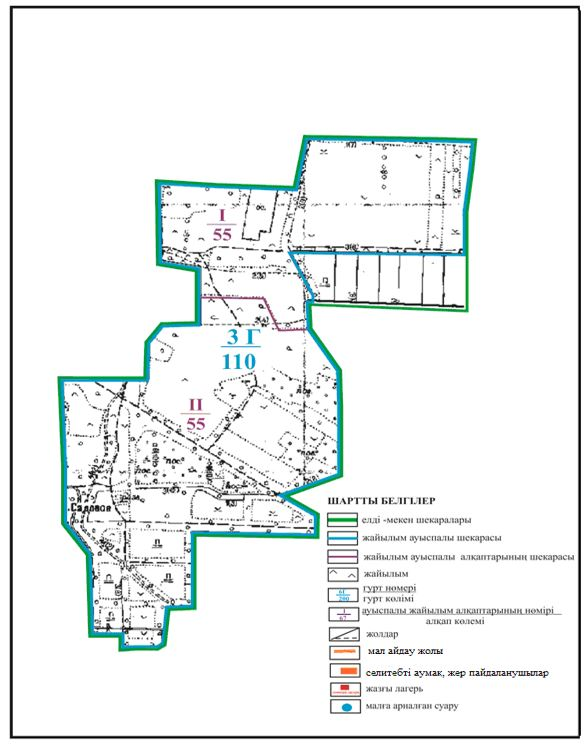 I
55
3 Г
110
II
55
Садовое
ШАРТТЫ БЕЛГІЛЕР
елді -мекен шекаралары
жайылым ауыспалы шекарасы
жайылым ауыспалы алқаптарының шекарасы
жайылым
гурт нөмері
гурт көлімі
ауыспалы жайылым алқаптарының нөмірі
алқап көлемі
I
67
жолдар
мал айдау жолы
селитебті аумақ, жер пайдаланушылар
жазғы лагерь
малға арналған суару